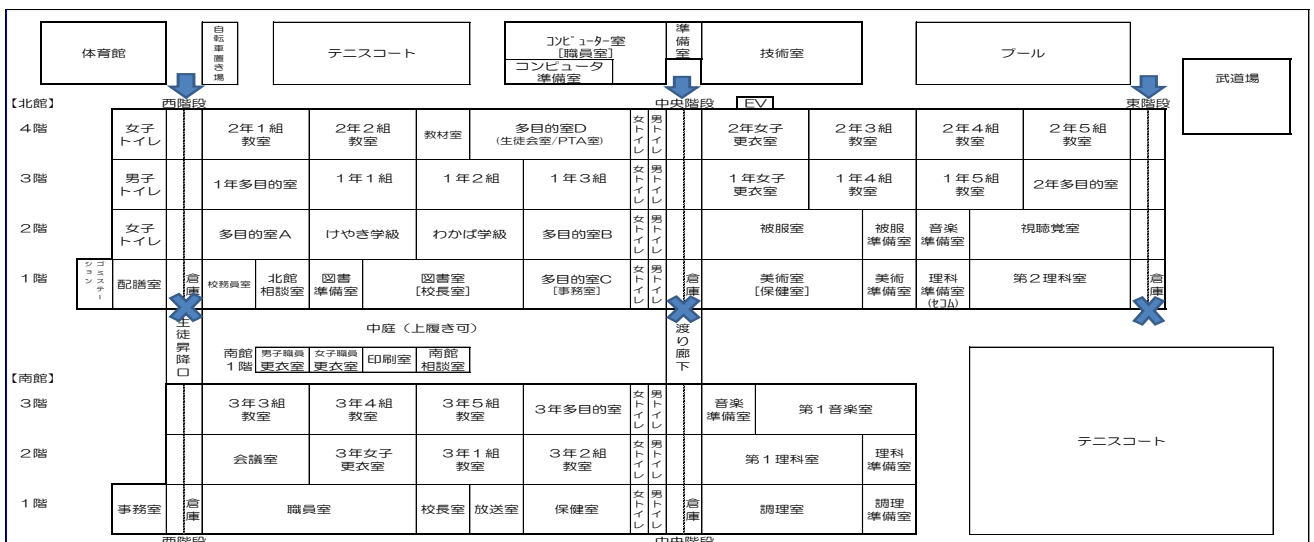 体育館
自転車置き場
テニスコート
コンピューター室
[職員室]
コンピュータ
準備室
準備室
技術室
プール
武道場
【北館】
西階段
中央階段
EV
東階段
4階
女子
トイレ
2年1組
教室
2年2組
教室
教材室
多目的室D
(生徒会室/PTA室)
女トイレ
男トイレ
2年女子
更衣室
2年3組
教室
2年4組
教室
2年5組
教室
3階
男子
トイレ
1年多目的室
1年1組
1年2組
1年3組
女トイレ
男トイレ
1年女子
更衣室
1年4組
教室
1年5組
教室
2年多目的室
2階
女子
トイレ
多目的室A
けやき学級
わかば学級
多目的室B
女トイレ
男トイレ
被服室
被服
準備室
音楽
準備室
視聴覚室
1階
ゴミステーション
配膳室
倉庫
校務員室
北館
相談室
図書
準備室
図書室
[校長室]
多目的室C
[事務室]
女トイレ
男トイレ
倉庫
美術室
[保健室]
美術
準備室
理科
準備室
(セコム)
第2理科室
倉庫
生徒昇降口
中庭(上履き可)
渡り廊下
南館
1階
男子職員
更衣室
女子職員
更衣室
印刷室
南館
相談室
【南館】
3階
3年3組
教室
3年4組
教室
3年5組
教室
3年多目的室
女トイレ
男トイレ
音楽
準備室
第1音楽室
2階
会議室
3年女子
更衣室
3年1組
教室
3年2組
教室
女トイレ
男トイレ
第1理科室
理科
準備室
1階
事務室
倉庫
職員室
校長室
放送室
保健室
女トイレ
男トイレ
倉庫
調理室
調理
準備室
テニスコート
西階段
中央階段